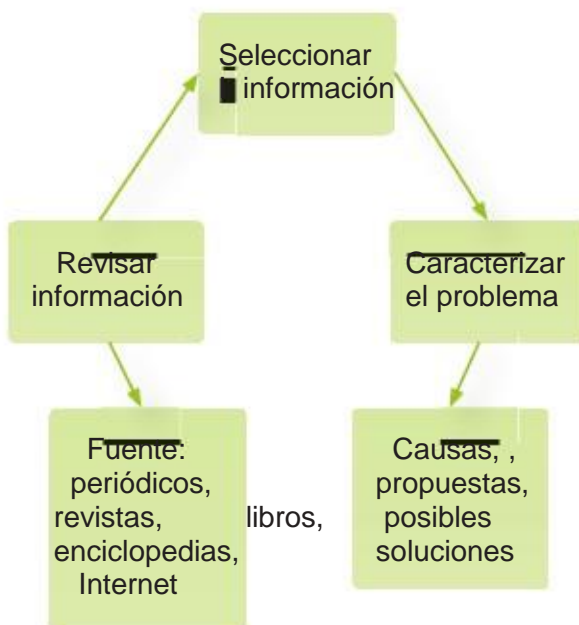 Seleccionar
información
Revisar
información
Caracterizar
el problema
Fuente:
periódicos,
revistas, libros,
enciclopedias,
Internet
Causas, ,
propuestas,
posibles
soluciones